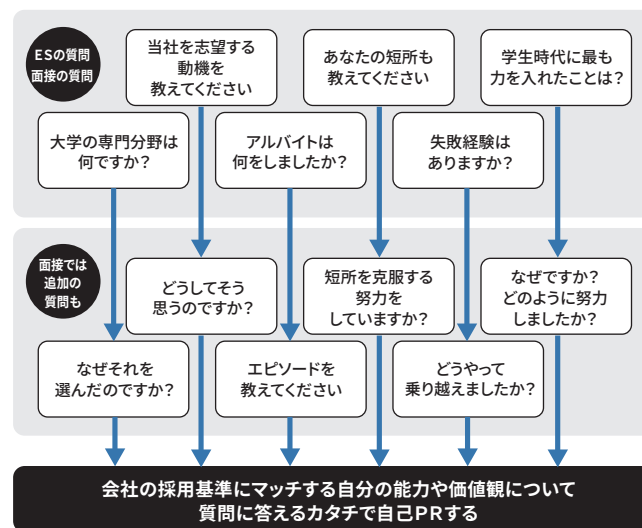 ESの質問
面接の質問
当社を志望する
動機を
教えてください
あなたの短所も
教えてください
学生時代に最も
力を入れたことは？
大学の専門分野は
何ですか？
アルバイトは
何をしましたか？
失敗経験は
ありますか？
面接では
追加の
質問も
どうしてそう
思うのですか？
短所を克服する
努力を
していますか？
なぜですか？
どのように努力
しましたか？
なぜそれを
選んだのですか？
エピソードを
教えてください
どうやって
乗り越えましたか？
会社の採用基準にマッチする自分の能力や価値観について
質問に答えるカタチで自己PRする